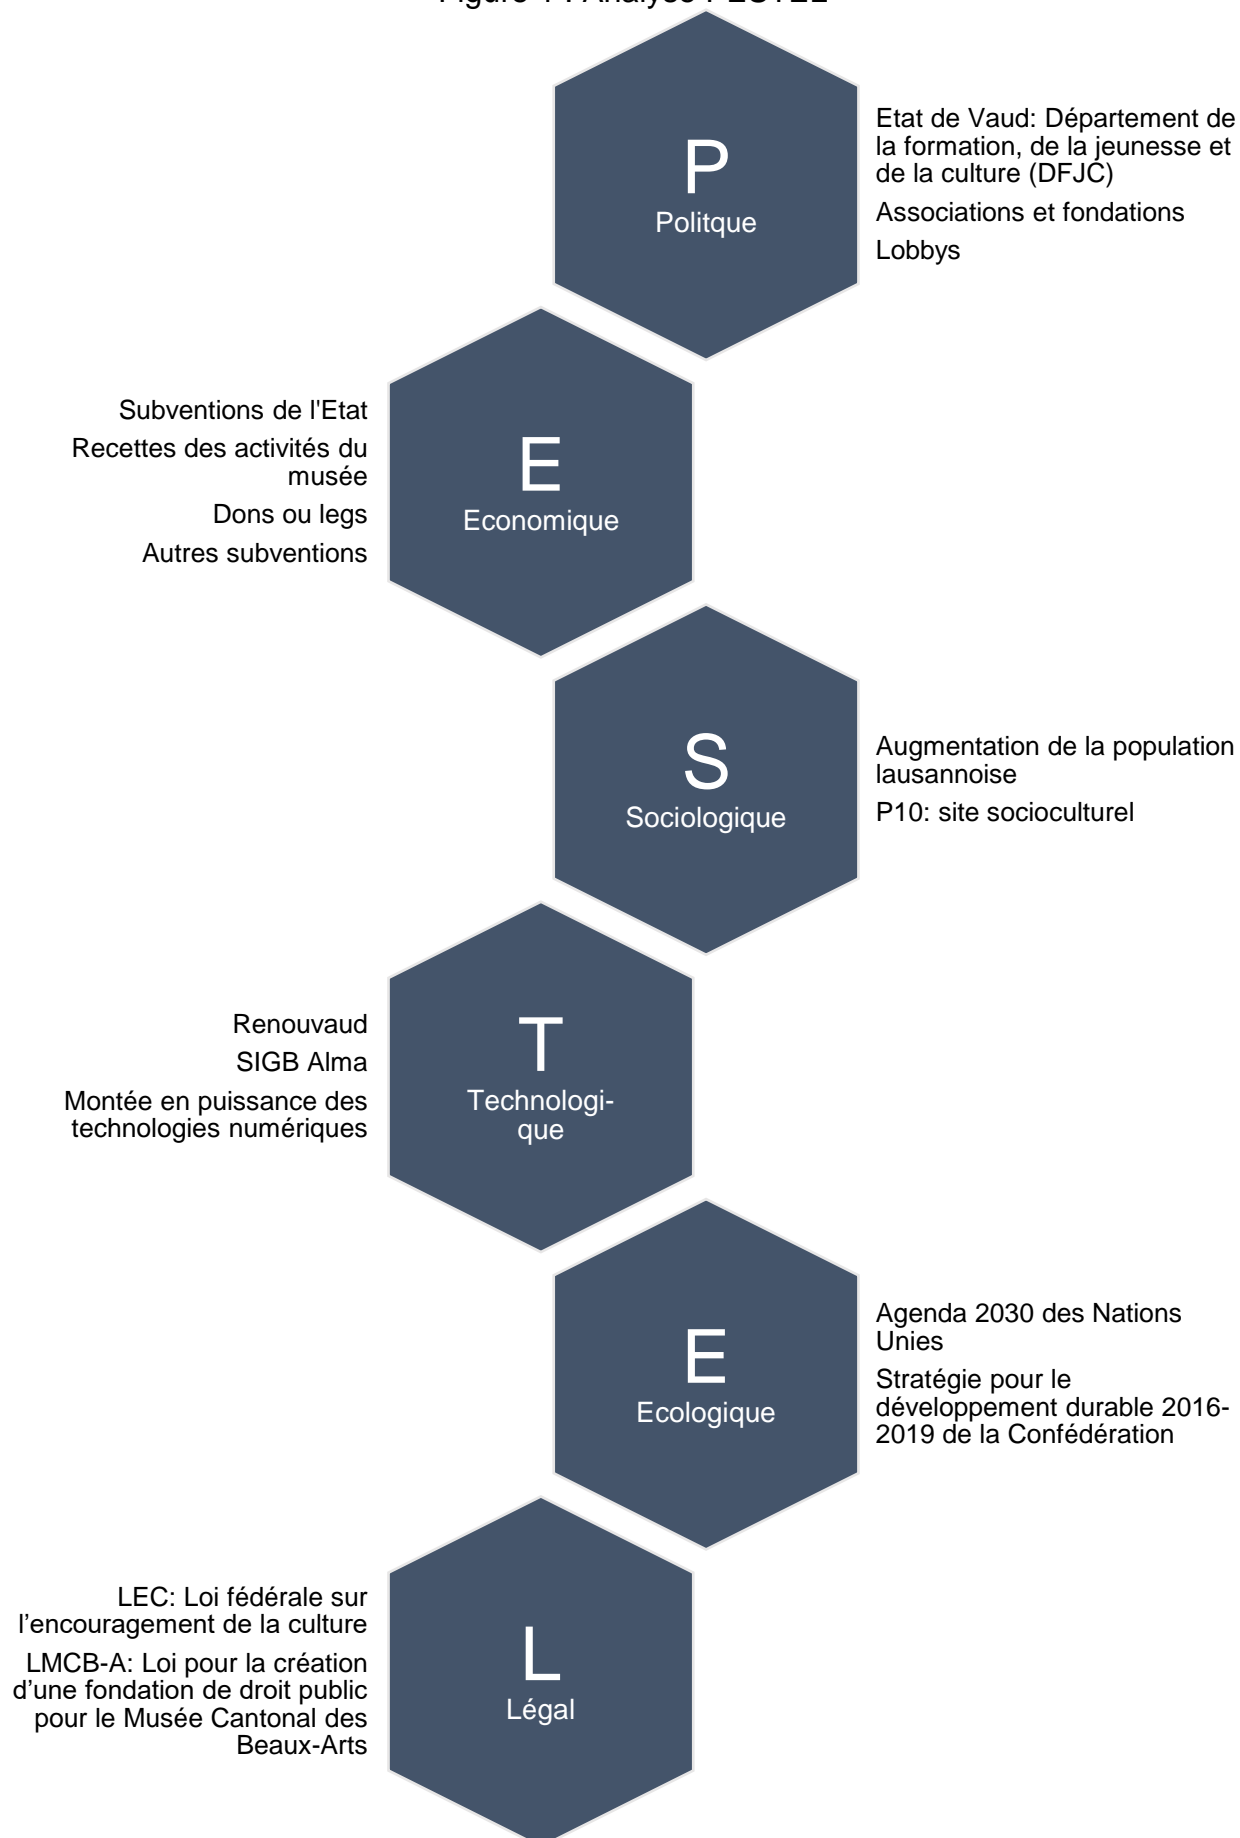 Figure 1 : Analyse PESTEL
P
Politque
Etat de Vaud: Département de
la formation, de la jeunesse et
de la culture (DFJC)
Associations et fondations
Lobbys
Subventions de l'Etat
Recettes des activités du
musée
Dons ou legs
Autres subventions
E
Economique
S
Sociologique
Augmentation de la population
lausannoise
P10: site socioculturel
Renouvaud
SIGB Alma
Montée en puissance des
technologies numériques
T
Technologi-
que
E
Ecologique
Agenda 2030 des Nations
Unies
Stratégie pour le
développement durable 2016-
2019 de la Confédération
LEC: Loi fédérale sur
l’encouragement de la culture
LMCB-A: Loi pour la création
d’une fondation de droit public
pour le Musée Cantonal des
Beaux-Arts
L
Légal